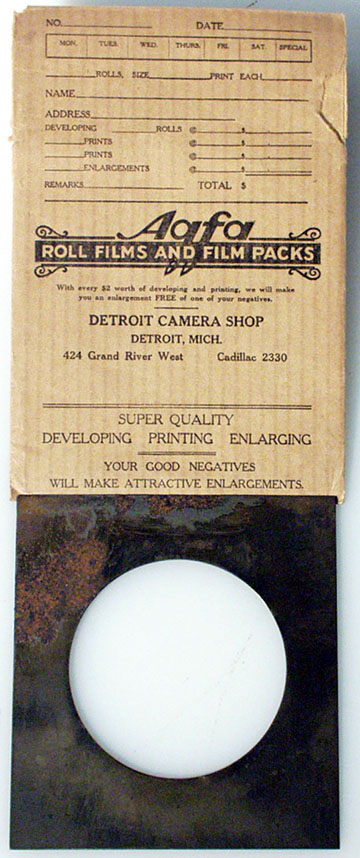 NO. DATE
MON. TUES. WED. THURS. FRI. SAT. SPECIAL
ROLLS, SIZE PRINT EACH
NAME
ADDRESS
DEVELOPING ROLLS @ $
PRINTS @ $
PRINTS @ $
ENLARGEMENTS @ $
REMARKS TOTAL $
Agfa
ROLL FILMS AND FILM PACKS
With every $2 worth of developing and printing, we will make
you an enlargement FREE of one of your negatives.
DETROIT CAMERA SHOP
DETROIT, MICH.
424 Grand River West Cadillac 2330
SUPER QUALITY
DEVELOPING PRINTING ENLARGING
YOUR GOOD NEGATIVES
WILL MAKE ATTRACTIVE ENLARGEMENTS.